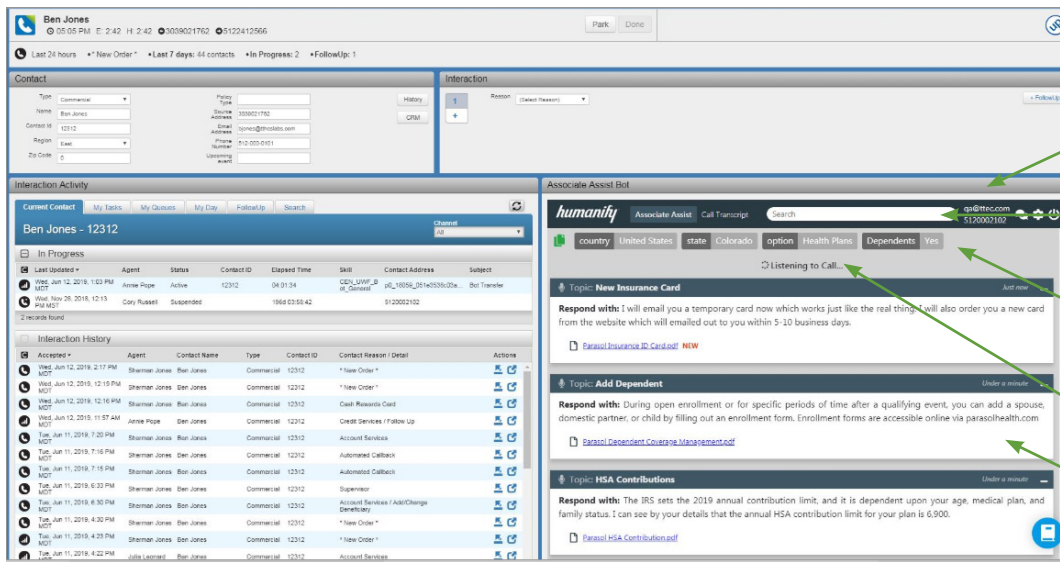 Ben Jones
05:05 PM E: 2:42 H: 2:42 3039021762 5122412566
Park Done
Last 24 hours •* New Order * •Last 7 days: 44 contacts •In Progress: 2 •FollowUp: 1
Contact
Type Commercial Policy Type History
Name Ben Jones Source Address 3039021762 CRM
Contact Id 12312 Email Address bjones@tteclabs.com
Region East Phone Number 512-000-0101
Zip Code 0 Upcoming event
Interaction
1 Reason (Select Reason) + FollowUp
+
Interaction Activity
Current Contact My Tasks My Queues My Day FollowUp Search
Ben Jones - 12312 Channel All
In Progress
Last Updated Agent Status Contact ID Elapsed Time Skill Contact Address Subject
Wed, Jun 12, 2019, 1:03 PM MDT Annie Pope Active 12312 04:01:34 CEN_UWF_Bot_General Bot Transfer
Wed, Nov 28, 2018, 12:13 PM MST Cory Russell Suspended 196d 03:58:42 5120002102
2 records found
Interaction History
Accepted Agent Contact Name Type Contact ID Contact Reason / Detail Actions
Wed, Jun 12, 2019, 2:17 PM MDT Sherman Jones Ben Jones Commercial 12312 * New Order *
Wed, Jun 12, 2019, 12:19 PM MDT Sherman Jones Ben Jones Commercial 12312 * New Order *
Wed, Jun 12, 2019, 12:16 PM MDT Sherman Jones Ben Jones Commercial 12312 Cash Rewards Card
Wed, Jun 12, 2019, 11:57 AM MDT Annie Pope Ben Jones Commercial 12312 Credit Services / Follow Up
Tue, Jun 11, 2019, 7:20 PM MDT Sherman Jones Ben Jones Commercial 12312 Account Services
Tue, Jun 11, 2019, 7:16 PM MDT Sherman Jones Ben Jones Commercial 12312 Automated Callback
Tue, Jun 11, 2019, 7:15 PM MDT Sherman Jones Ben Jones Commercial 12312 Automated Callback
Tue, Jun 11, 2019, 6:33 PM MDT Sherman Jones Ben Jones Commercial 12312 Supervisor
Tue, Jun 11, 2019, 6:30 PM MDT Sherman Jones Ben Jones Commercial 12312 Account Services / Add/Change Beneficiary
Tue, Jun 11, 2019, 4:30 PM MDT Sherman Jones Ben Jones Commercial 12312 * New Order *
Tue, Jun 11, 2019, 4:23 PM MDT Sherman Jones Ben Jones Commercial 12312 * New Order *
Tue, Jun 11, 2019, 4:22 PM MDT Julie Leonard Ben Jones Commercial 12312 Account Services
Associate Assist Bot
humanify Associate Assist Call Transcript Search qa@ttec.com
5120002102
country United States state Colorado option Health Plans Dependents Yes
Listening to Call...
Topic: New Insurance Card Just now
Respond with: I will email you a temporary card now which works just like the real thing. I will also order you a new card
from the website which will emailed out to you within 5-10 business days.
Parasol Insurance ID Card.pdf NEW
Topic: Add Dependent Under a minute
Respond with: During open enrollment or for specific periods of time after a qualifying event, you can add a spouse,
domestic partner, or child by filling out an enrollment form. Enrollment forms are accessible online via parasolhealth.com
Parasol Dependent Coverage Management.pdf
Topic: HSA Contributions Under a minute
Respond with: The IRS sets the 2019 annual contribution limit, and it is dependent upon your age, medical plan, and
family status. I can see by your details that the annual HSA contribution limit for your plan is 6,900.
Parasol HSA Contribution.pdf